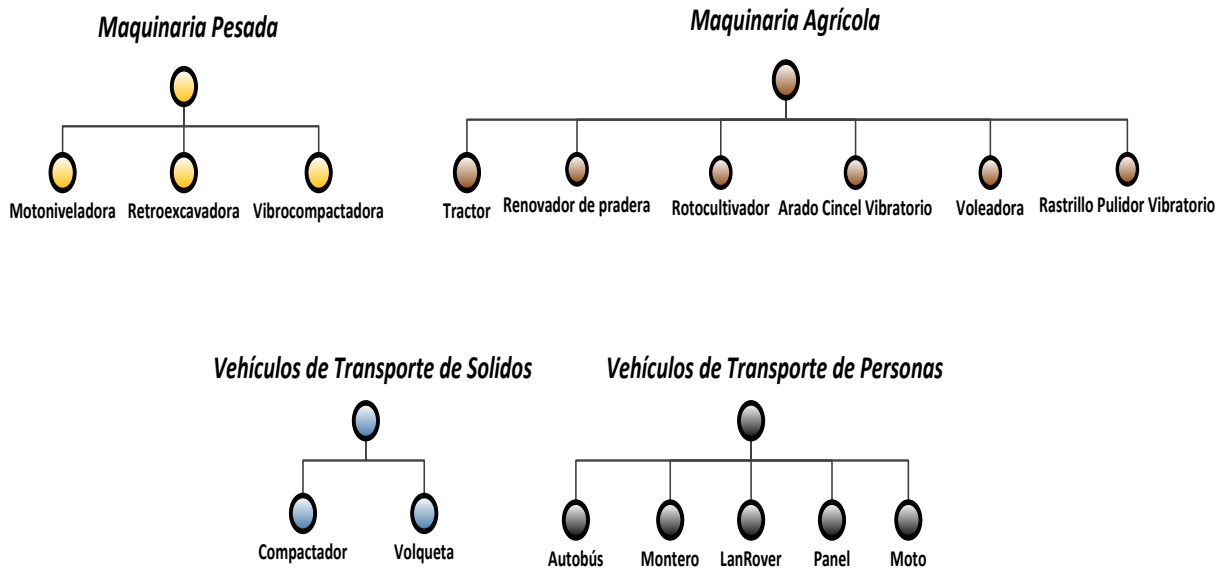 Maquinaria Pesada
Motoniveladora Retroexcavadora Vibrocompactadora
Maquinaria Agrícola
Tractor Renovador de pradera Rotocultivador Arado Cincel Vibratorio Voleadora Rastrillo Pulidor Vibratorio
Vehículos de Transporte de Solidos
Compactador Volqueta
Vehículos de Transporte de Personas
Autobús Montero LanRover Panel Moto